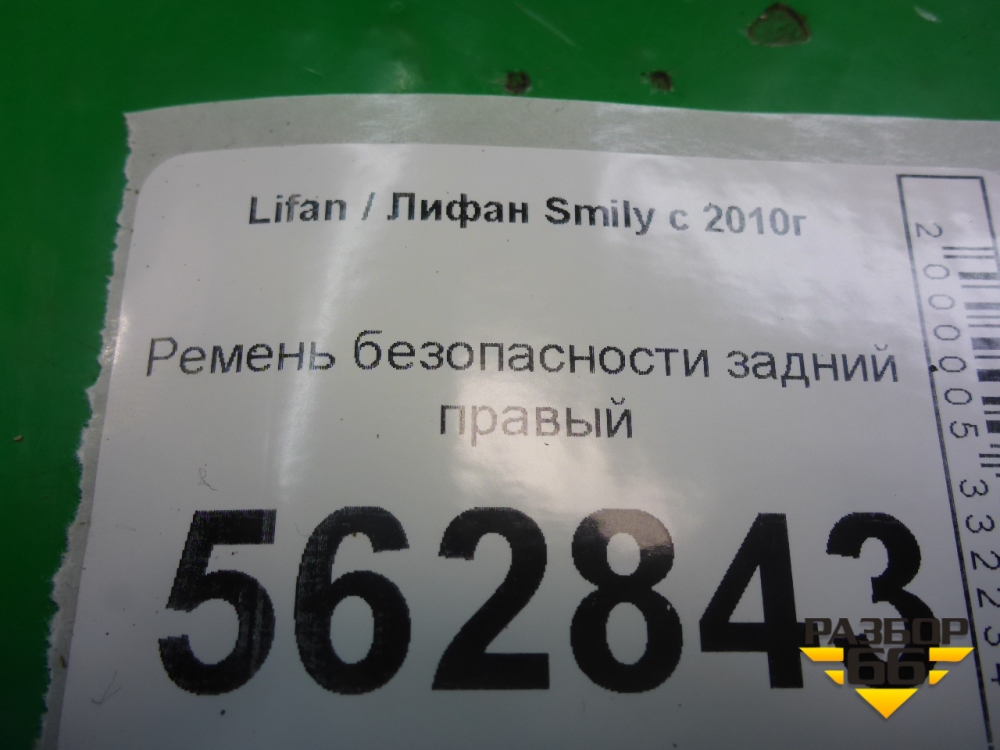 Lifan / Лифан Smily с 2010г
Ремень безопасности задний
правый
562843
2000005332234
РАЗБОР
66